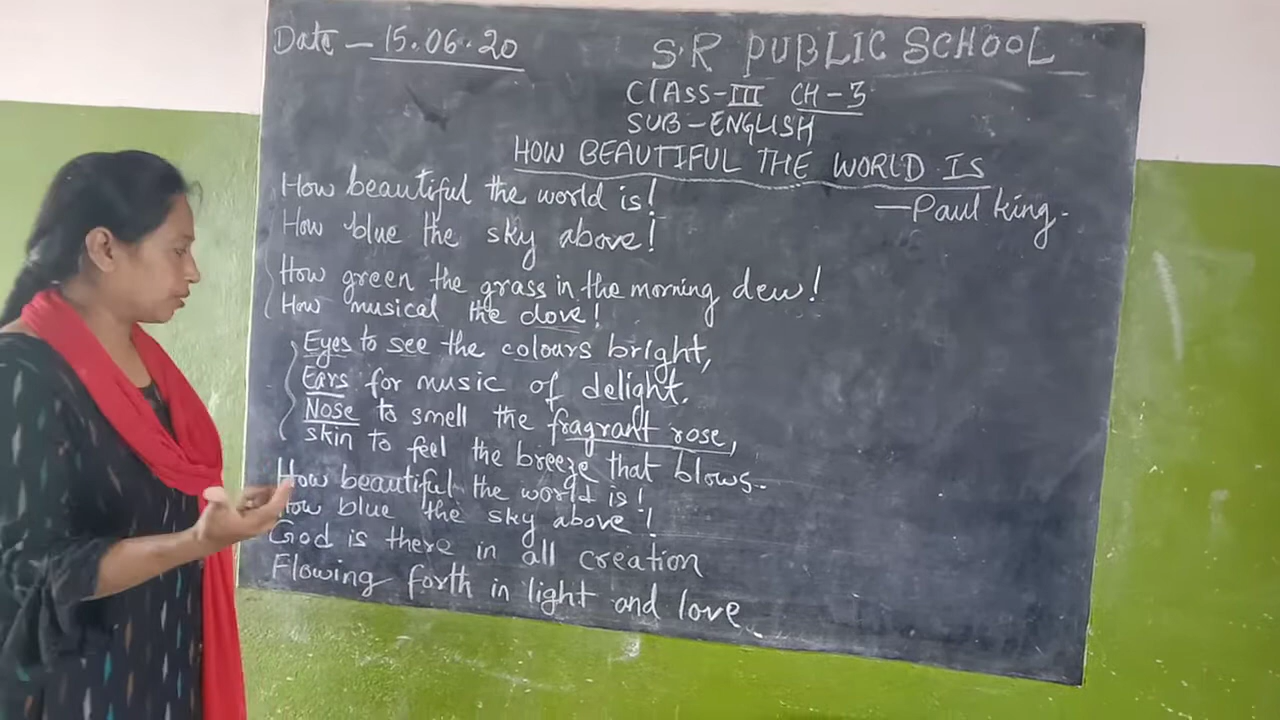 Date - 15.06.20
S.R PUBLIC SCHOOL
ClASS-III CH-3
SUB-ENGLISH
HOW BEAUTIFUL THE WORLD IS
-Paul King.
How beautiful the world is!
How blue the sky above!
How green the grass in the morning dew!
How musical the dove!
Eyes to see the colours bright,
Ears for music of delight.
Nose to smell the fragrant rose,
skin to feel the breeze that blows.
How beautiful the world is!
How blue the sky above!
God is there in all creation
Flowing forth in light and love